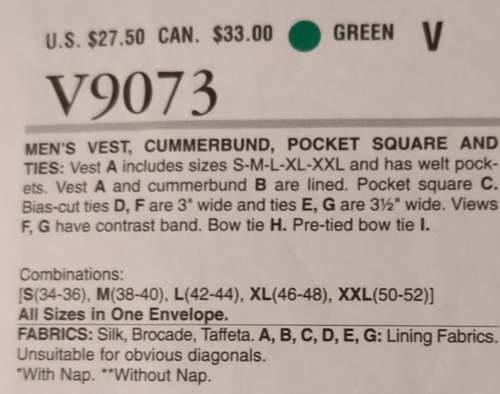 U.S. $27.50 CAN. $33.00 GREEN V
V9073
MEN'S VEST, CUMMERBUND, POCKET SQUARE AND
TIES: Vest A includes sizes S-M-L-XL-XXL and has welt pock-
ets. Vest A and cummerbund B are lined. Pocket square C.
Bias-cut ties D, F are 3" wide and ties E, G are 3½" wide. Views
F, G have contrast band. Bow tie H. Pre-tied bow tie I.
Combinations:
[S(34-36), M(38-40), L(42-44), XL(46-48), XXL(50-52)]
All Sizes in One Envelope.
FABRICS: Silk, Brocade, Taffeta. A, B, C, D, E, G: Lining Fabrics.
Unsuitable for obvious diagonals.
*With Nap. **Without Nap.